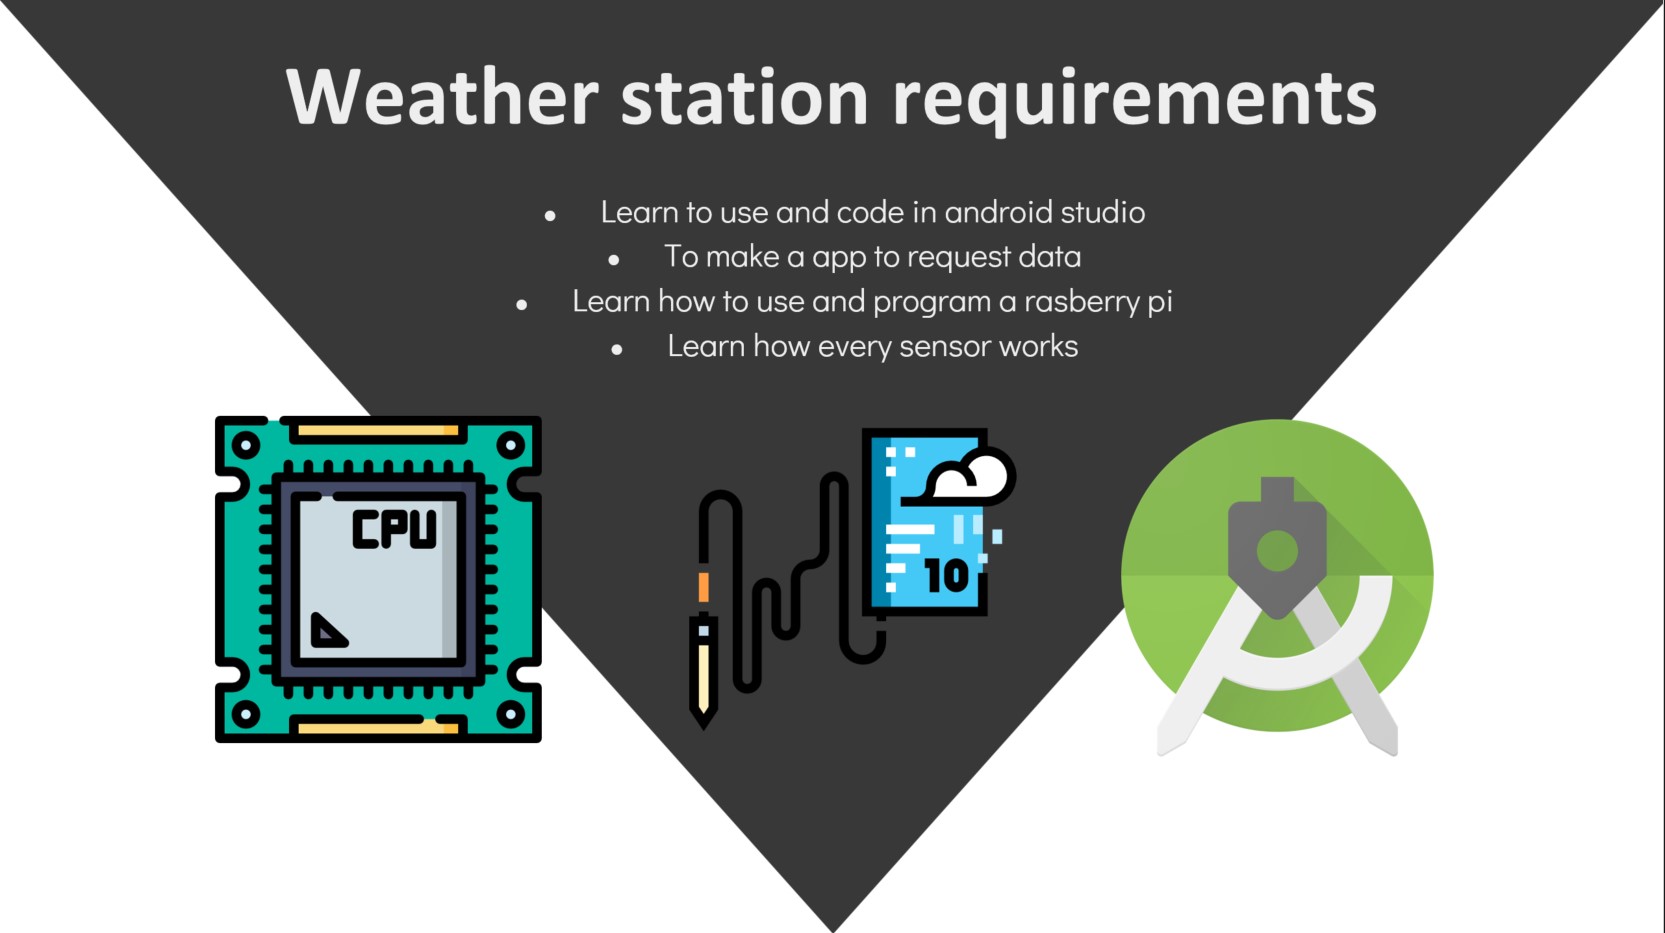 Weather station requirements
● Learn to use and code in android studio
● To make a app to request data
● Learn how to use and program a rasberry pi
● Learn how every sensor works
CPU
10